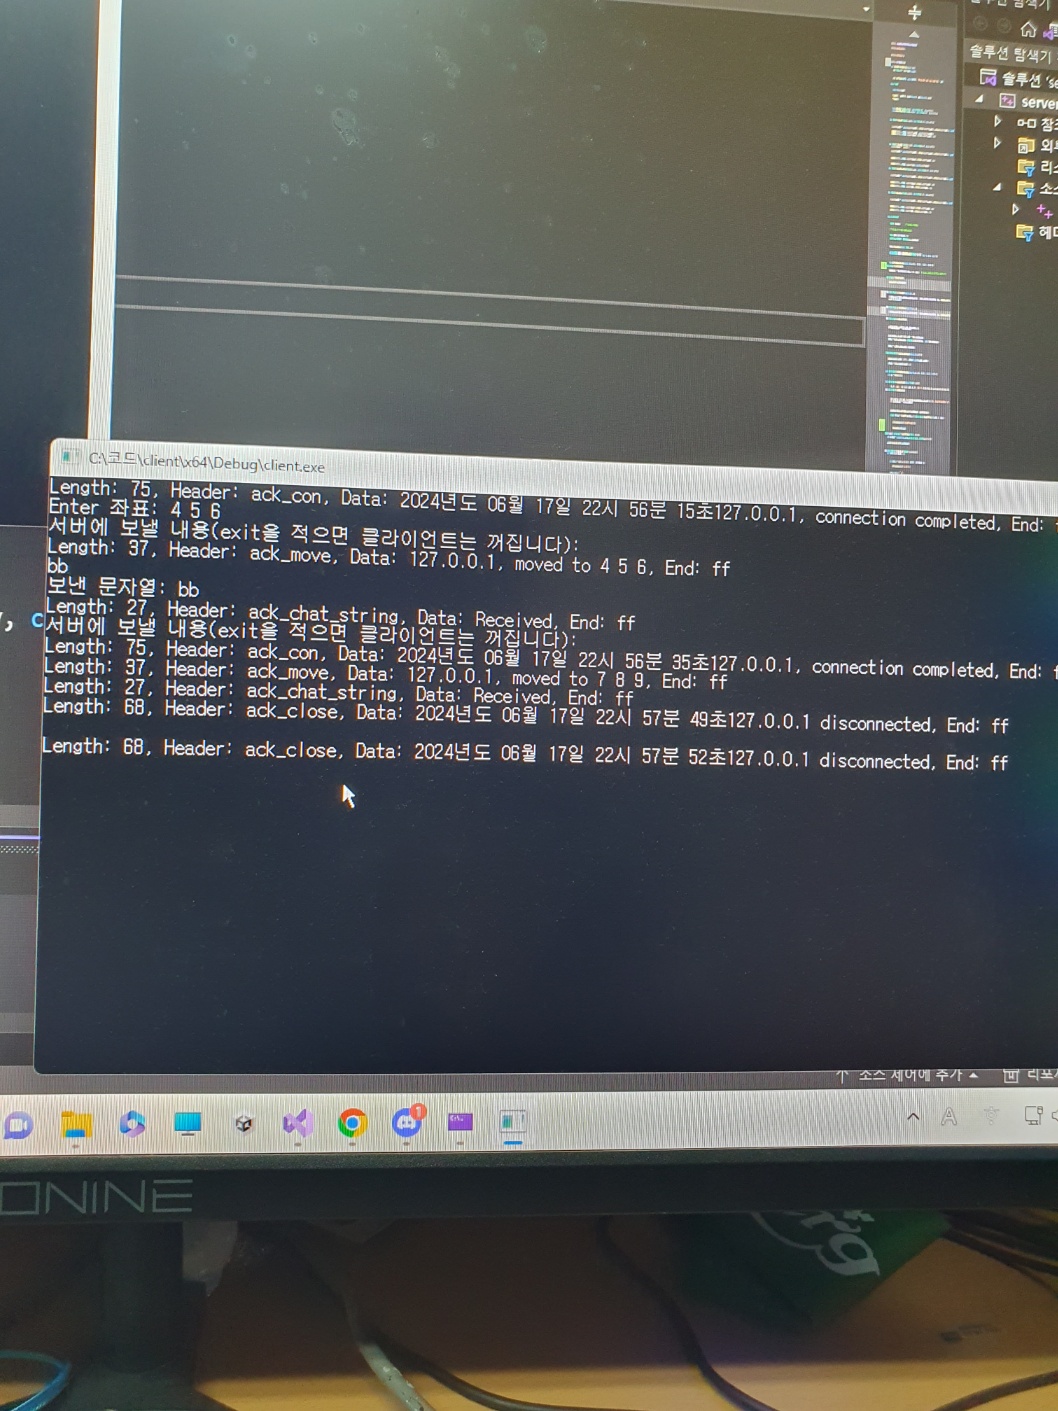 솔루션 탐색기
솔루션 탐색기
솔루션 'se
server
참조
외
리소
소스
헤더
C:\코드\client\x64\Debug\client.exe
Length: 75, Header: ack_con, Data: 2024년도 06월 17일 22시 56분 15초127.0.0.1, connection completed, End:
Enter 좌표: 4 5 6
서버에 보낼 내용(exit을 적으면 클라이언트는 꺼집니다):
Length: 37, Header: ack_move, Data: 127.0.0.1, moved to 4 5 6, End: ff
bb
보낸 문자열: bb
Length: 27, Header: ack_chat_string, Data: Received, End: ff
서버에 보낼 내용(exit을 적으면 클라이언트는 꺼집니다):
Length: 75, Header: ack_con, Data: 2024년도 06월 17일 22시 56분 35초127.0.0.1, connection completed, End: f
Length: 37, Header: ack_move, Data: 127.0.0.1, moved to 7 8 9, End: ff
Length: 27, Header: ack_chat_string, Data: Received, End: ff
Length: 68, Header: ack_close, Data: 2024년도 06월 17일 22시 57분 49초127.0.0.1 disconnected, End: ff
Length: 68, Header: ack_close, Data: 2024년도 06월 17일 22시 57분 52초127.0.0.1 disconnected, End: ff
, c
소스 제어에 추가
리포지
1
A
ONINE